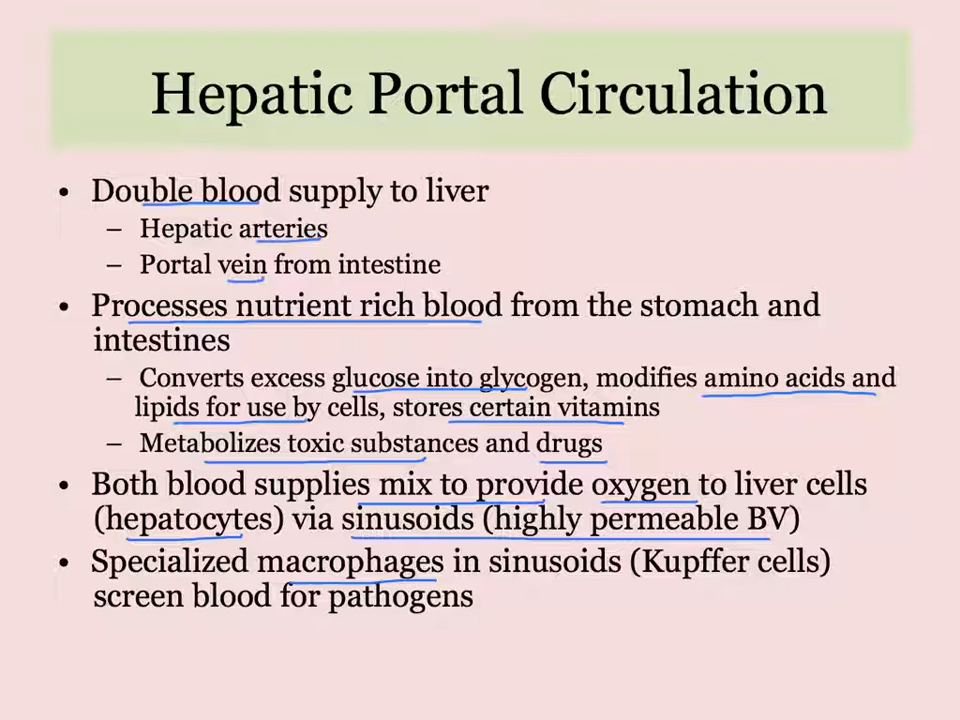 Hepatic Portal Circulation
• Double blood supply to liver
– Hepatic arteries
– Portal vein from intestine
• Processes nutrient rich blood from the stomach and
intestines
– Converts excess glucose into glycogen, modifies amino acids and
lipids for use by cells, stores certain vitamins
– Metabolizes toxic substances and drugs
• Both blood supplies mix to provide oxygen to liver cells
(hepatocytes) via sinusoids (highly permeable BV)
• Specialized macrophages in sinusoids (Kupffer cells)
screen blood for pathogens